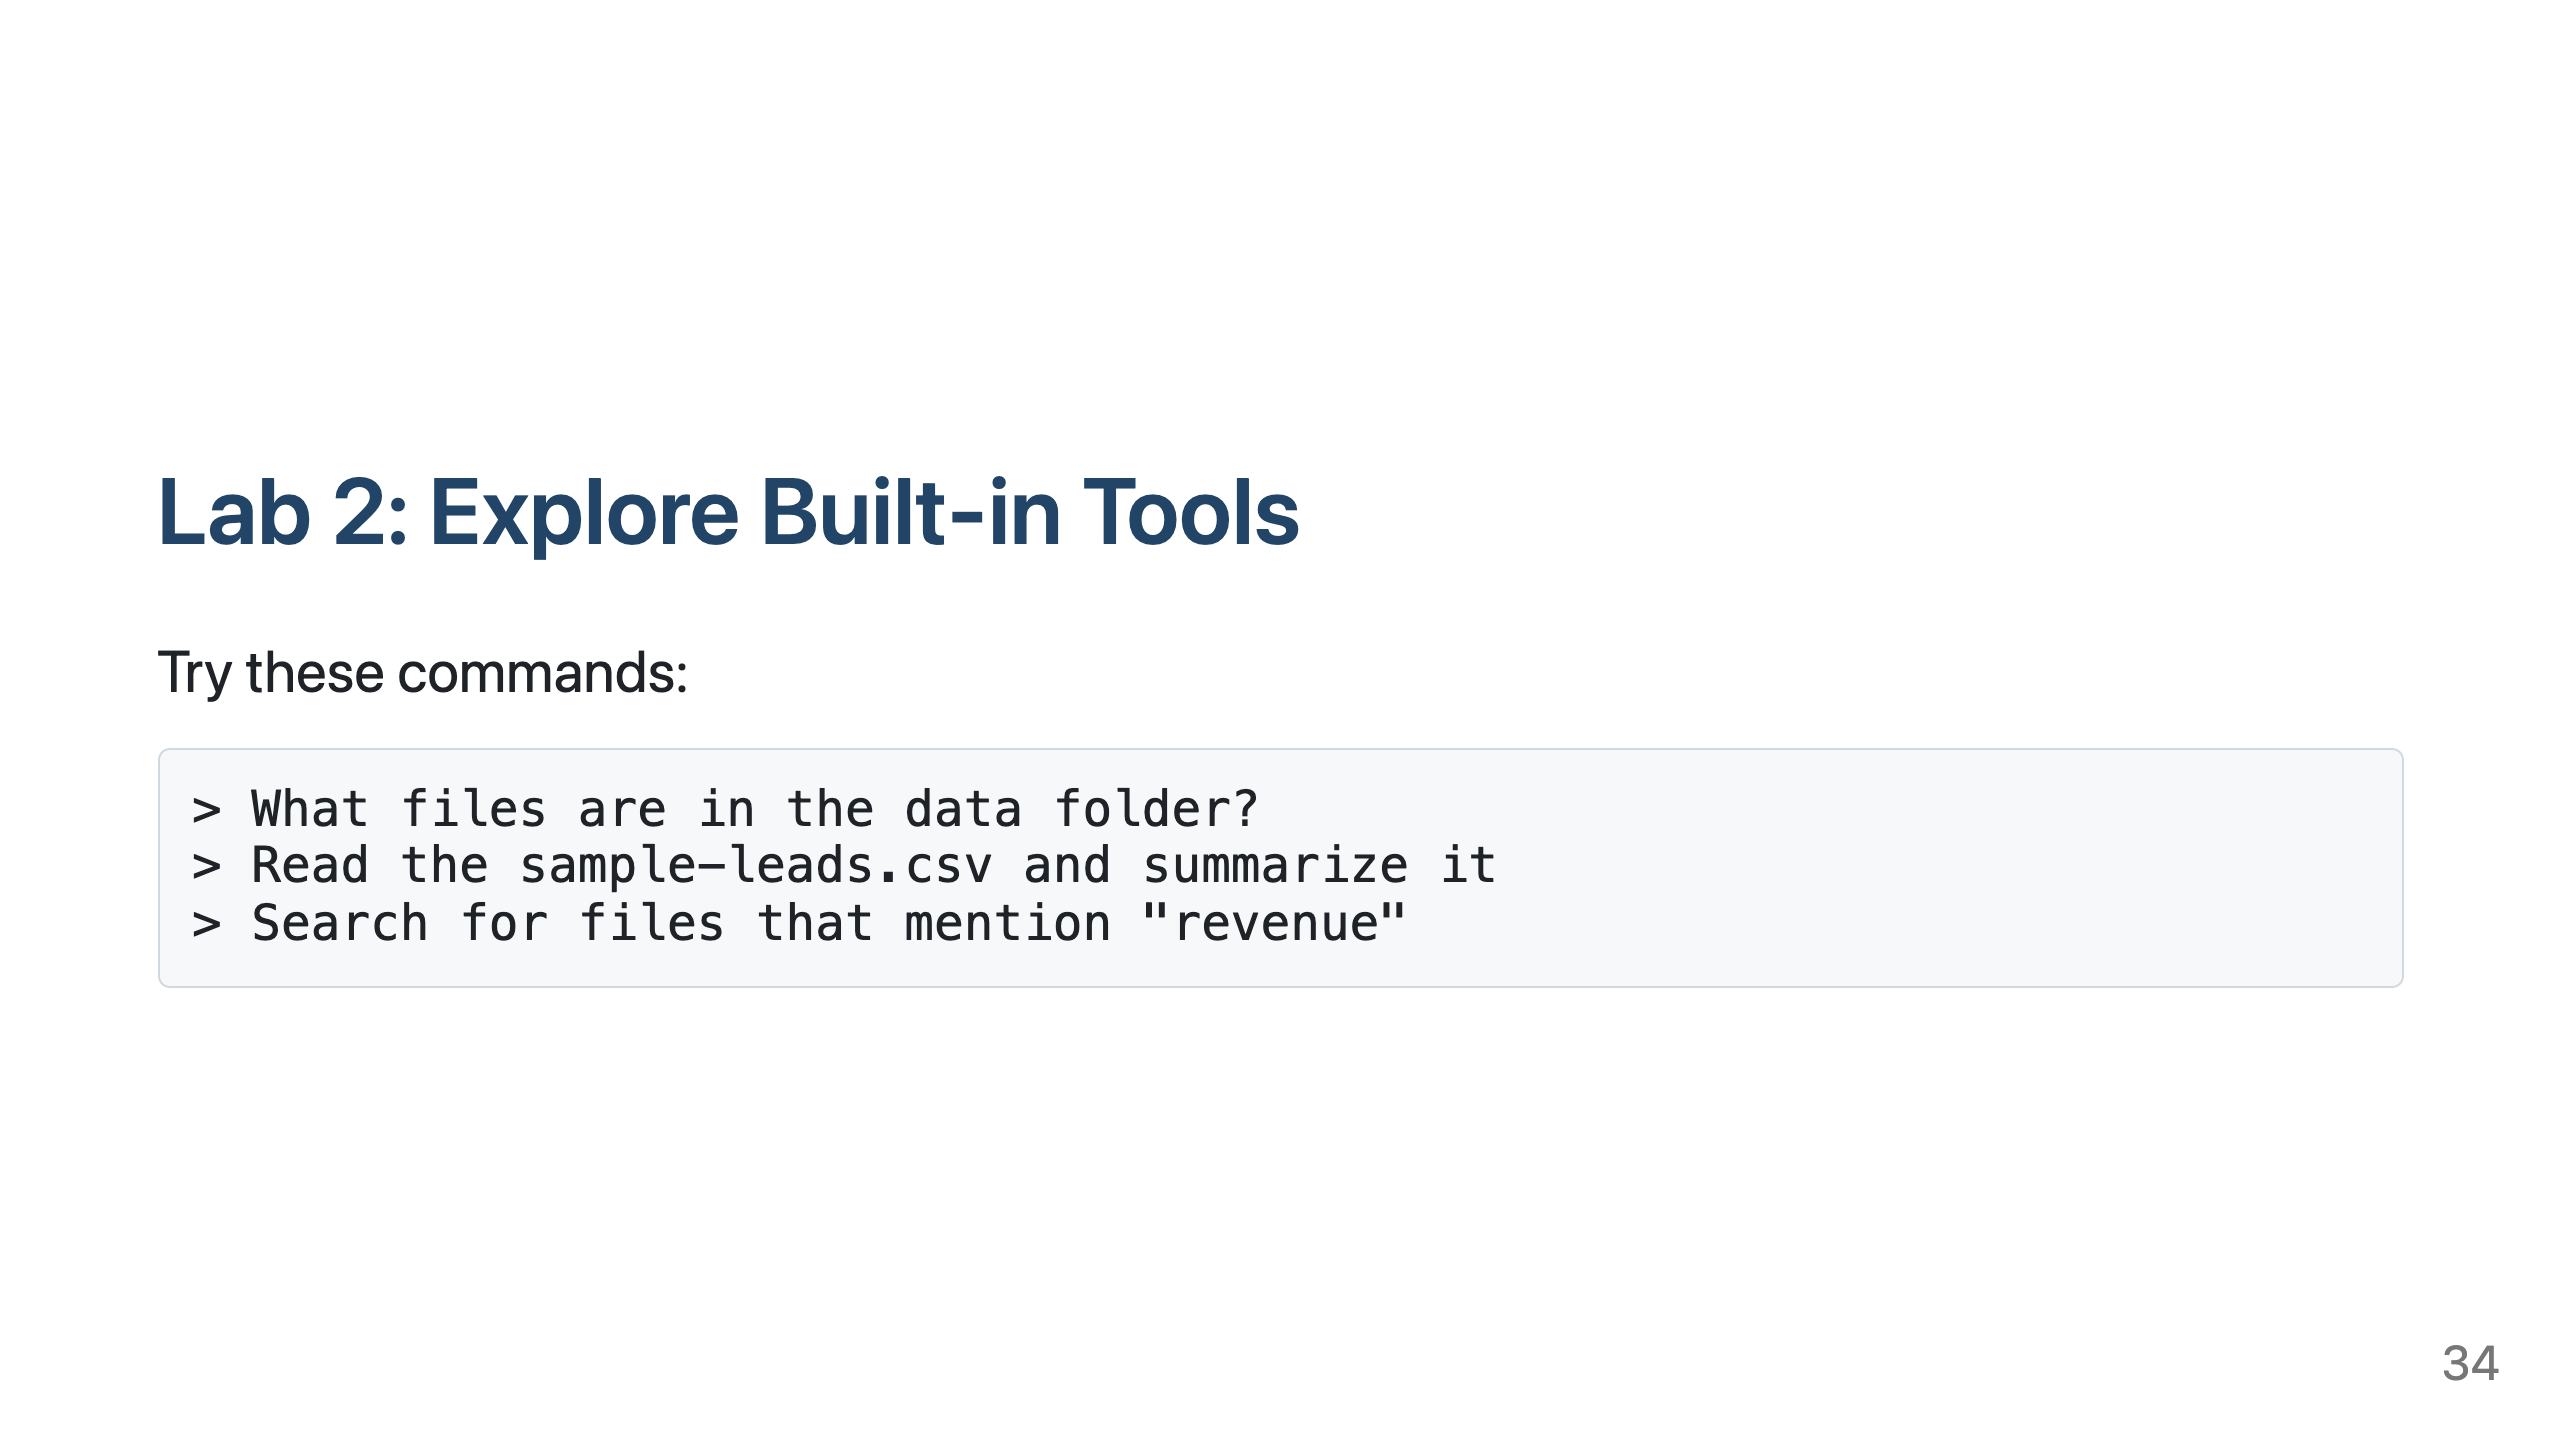 Lab 2: Explore Built-in Tools
Try these commands:
> What files are in the data folder?
> Read the sample-leads.csv and summarize it
> Search for files that mention "revenue"
34